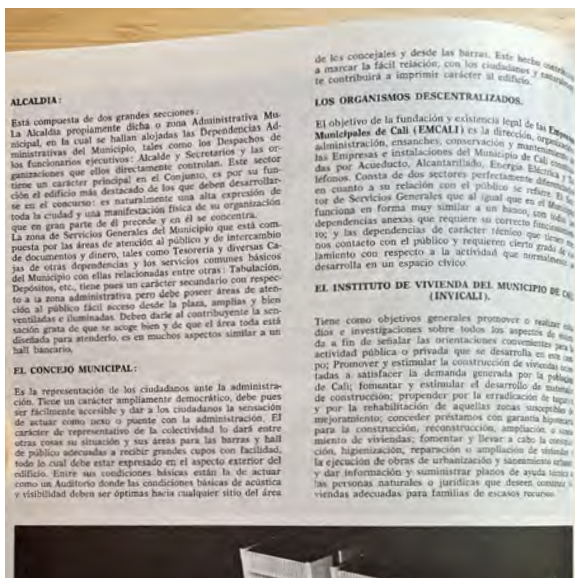 ALCALDIA:
Está compuesta de dos grandes secciones:
La Alcaldía propiamente dicha o zona Administrativa Mu-
nicipal, en la cual se hallan alojadas las Dependencias Ad-
ministrativas del Municipio, tales como los Despachos de
los funcionarios ejecutivos: Alcalde y Secretarios y las or-
ganizaciones que ellos directamente controlan. Este sector
tiene un carácter principal en el Conjunto, es por su fun-
ción el edificio más destacado de los que deben desarrollar-
se en el concurso: es naturalmente una alta expresión de
toda la ciudad y una manifestación física de su organización
que en gran parte de él procede y en él se concentra.
La zona de Servicios Generales del Municipio que está com-
puesta por las áreas de atención al público y de intercambio
de documentos y dinero, tales como Tesorería y diversas Ca-
jas de otras dependencias y los servicios comunes básicos
del Municipio con ellas relacionadas entre otras: Tabulación,
Depósitos, etc., tiene pues un carácter secundario con respec-
to a la zona administrativa pero debe poseer áreas de aten-
ción al público fácil acceso desde la plaza, amplias y bien
ventiladas e iluminadas. Deben darle al contribuyente la sen-
sación grata de que se acoge bien y de que el área toda está
diseñada para atenderlo, es en muchos aspectos similar a un
hall bancario.
EL CONCEJO MUNICIPAL:
Es la representación de los ciudadanos ante la administra-
ción. Tiene un carácter ampliamente democrático, debe pues
ser fácilmente accesible y dar a los ciudadanos la sensación
de actuar como nexo o puente con la administración. El
carácter de representativo de la colectividad lo dará entre
otras cosas su situación y sus áreas para las barras y hall
de público adecuadas a recibir grandes cupos con facilidad,
todo lo cual debe estar expresado en el aspecto exterior del
edificio. Entre sus condiciones básicas están la de actuar
como un Auditorio donde las condiciones básicas de acústica
y visibilidad deben ser óptimas hacia cualquier sitio del área
de los concejales y desde las barras. Este hecho
a marcar la fácil relación, con los ciudadanos y
te contribuirá a imprimir carácter al edificio.
LOS ORGANISMOS DESCENTRALIZADOS.
El objetivo de la fundación y existencia legal de las Empresas
Municipales de Cali (EMCALI) es la dirección, organización
administración, ensanches, conservación y mantenimiento
las Empresas e instalaciones del Municipio de Cali
das por Acueducto, Alcantarillado, Energía Eléctrica y
léfonos. Consta de dos sectores perfectamente
en cuanto a su relación con el público se refiere. El
tor de Servicios Generales que al igual que en el
funciona en forma muy similar a un banco, con
dependencias anexas que requiere su correcto
to; y las dependencias de carácter técnico que tienen
nos contacto con el público y requieren cierto grado de
lamiento con respecto a la actividad que normalmente
desarrolla en un espacio cívico.
EL INSTITUTO DE VIVIENDA DEL MUNICIPIO DE
(INVICALI).
Tiene como objetivos generales promover o realizar
dios e investigaciones sobre todos los aspectos de
da a fin de señalar las orientaciones convenientes para
actividad pública o privada que se desarrolla en este
po; Promover y estimular la construcción de viviendas
tadas a satisfacer la demanda generada por la
de Cali; fomentar y estimular el desarrollo de
de construcción; propender por la erradicación de
y por la rehabilitación de aquellas zonas susceptibles
mejoramiento; conceder préstamos con garantía
para la construcción, reconstrucción, ampliación o
miento de viviendas; fomentar y llevar a cabo la
ción, higienización, reparación o ampliación de viviendas
la ejecución de obras de urbanización y saneamiento
y dar información y suministrar planos de ayuda técnica
las personas naturales o jurídicas que deseen
viendas adecuadas para familias de escasos recursos.